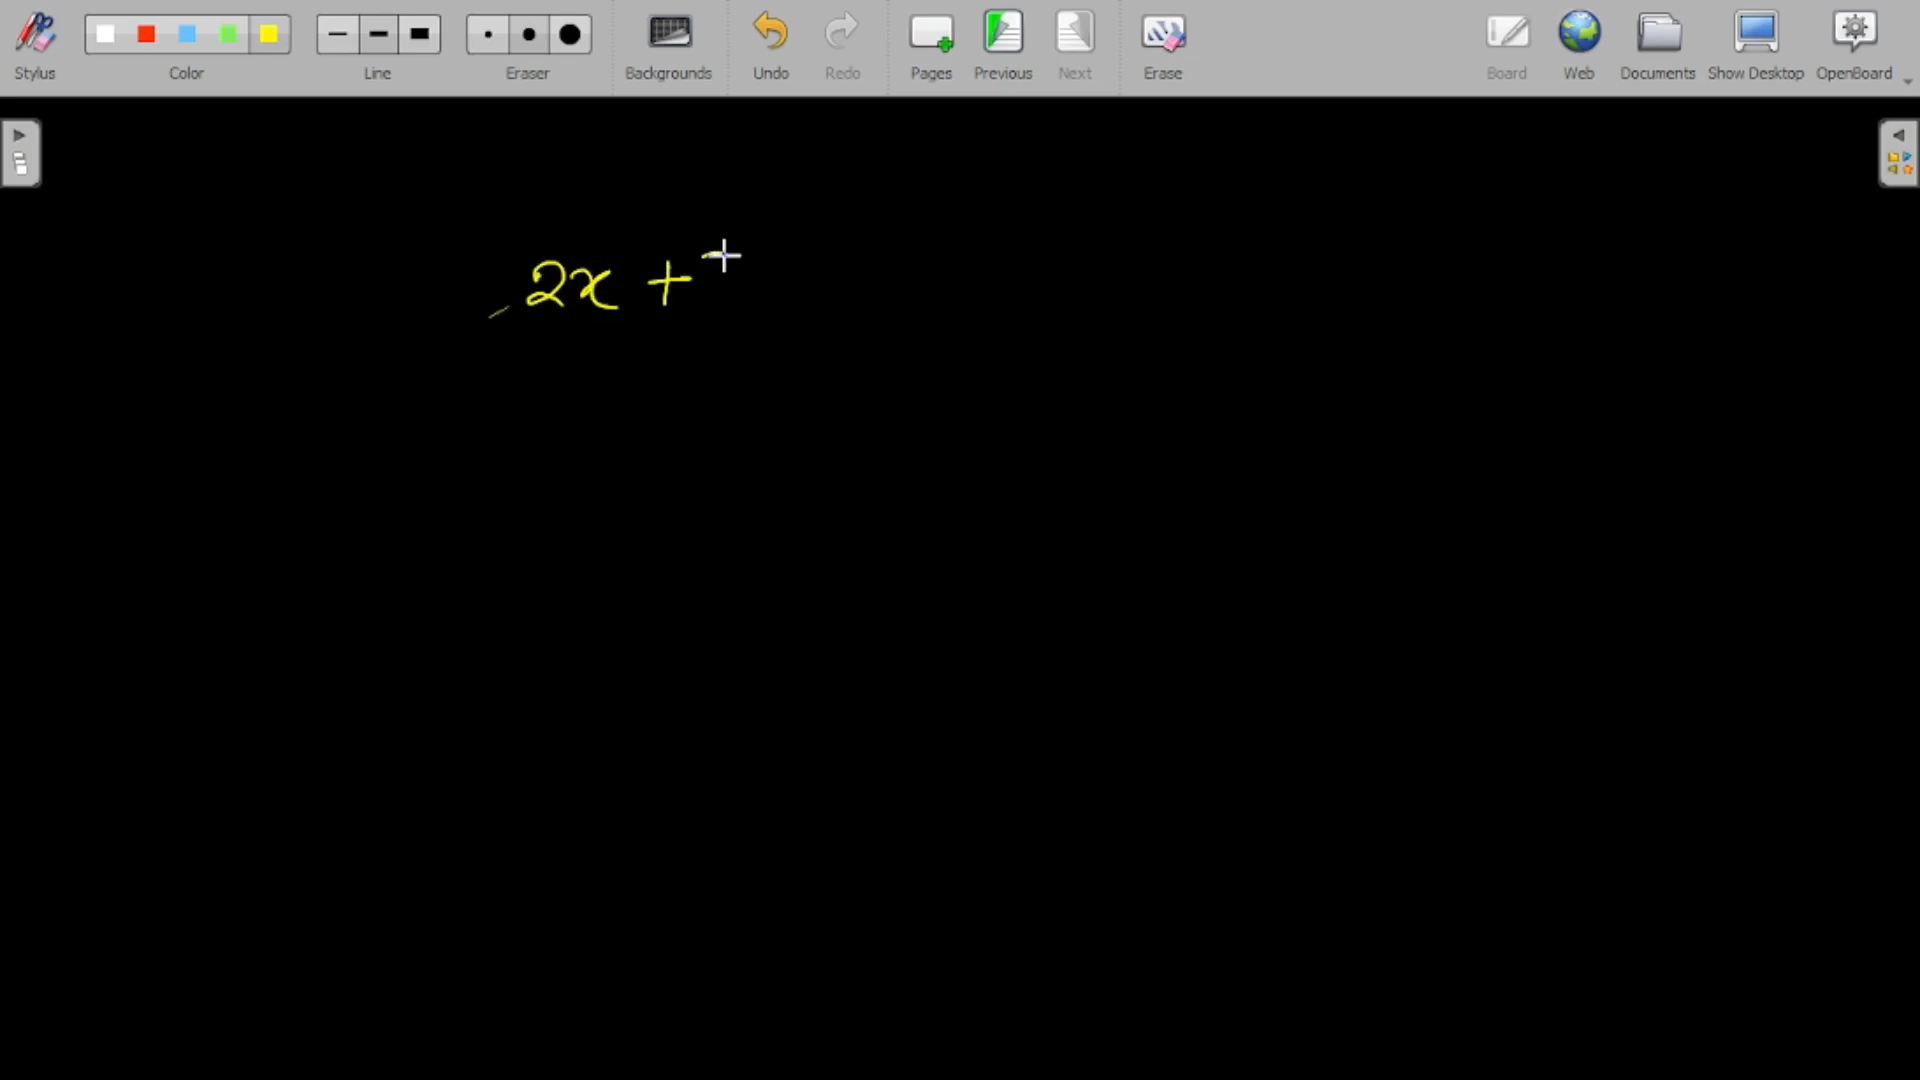 Stylus Color Line Eraser Backgrounds Undo Redo Pages Previous Next Erase Board Web Documents Show Desktop OpenBoard
2x +